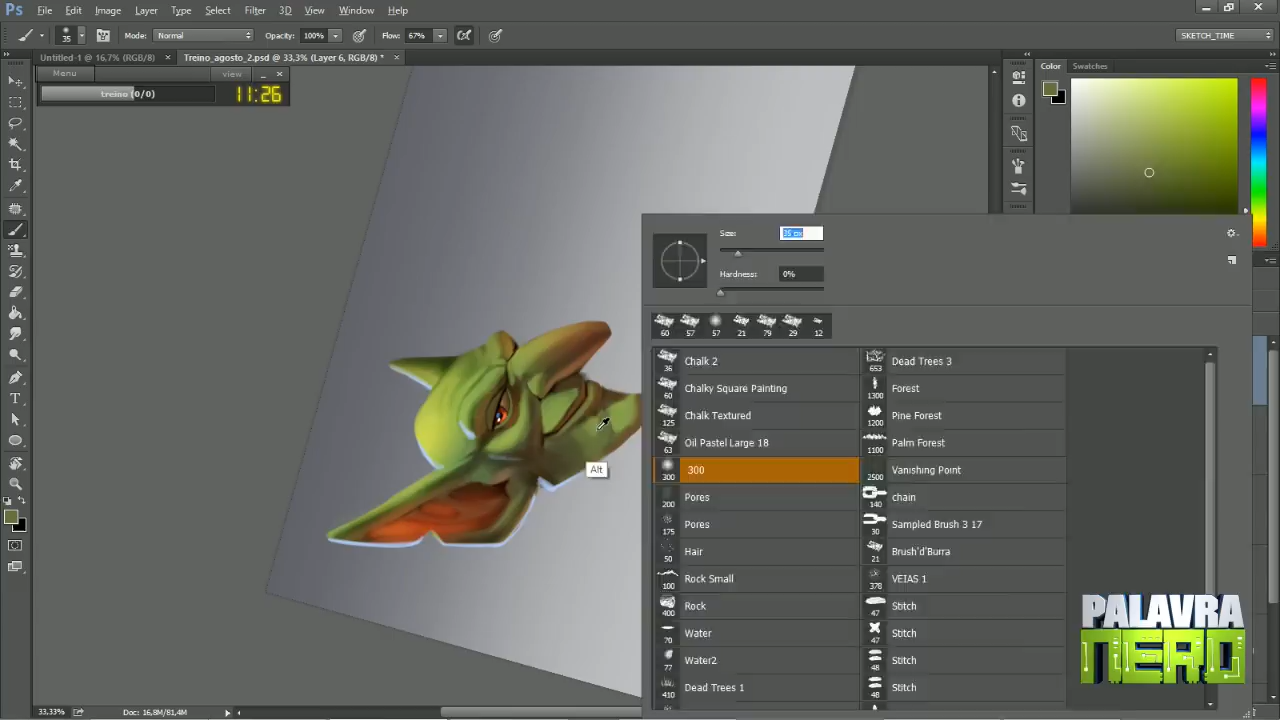 Ps File Edit Image Layer Type Select Filter 3D View Window Help
35 Mode: Normal Opacity: 100% Flow: 67% SKETCH_TIME
Untitled-1 @ 16,7% (RGB/8) × Treino_agosto_2.psd @ 33,3% (Layer 6, RGB/8) * ×
Color Swatches
Menu view
treino (0/0) 11:26
Size: 35 px
Hardness: 0%
60 57 57 21 79 29 12
36 Chalk 2 653 Dead Trees 3
60 Chalky Square Painting 1300 Forest
125 Chalk Textured 1200 Pine Forest
63 Oil Pastel Large 18 1100 Palm Forest
300 300 2500 Vanishing Point
200 Pores 140 chain
175 Pores 30 Sampled Brush 3 17
50 Hair 21 Brush'd'Burra
100 Rock Small 378 VEIAS 1
400 Rock 47 Stitch
70 Water 47 Stitch
77 Water2 48 Stitch
410 Dead Trees 1 48 Stitch
Alt
PALAVRA
NERD
33,33% Doc: 16,8M/81,4M